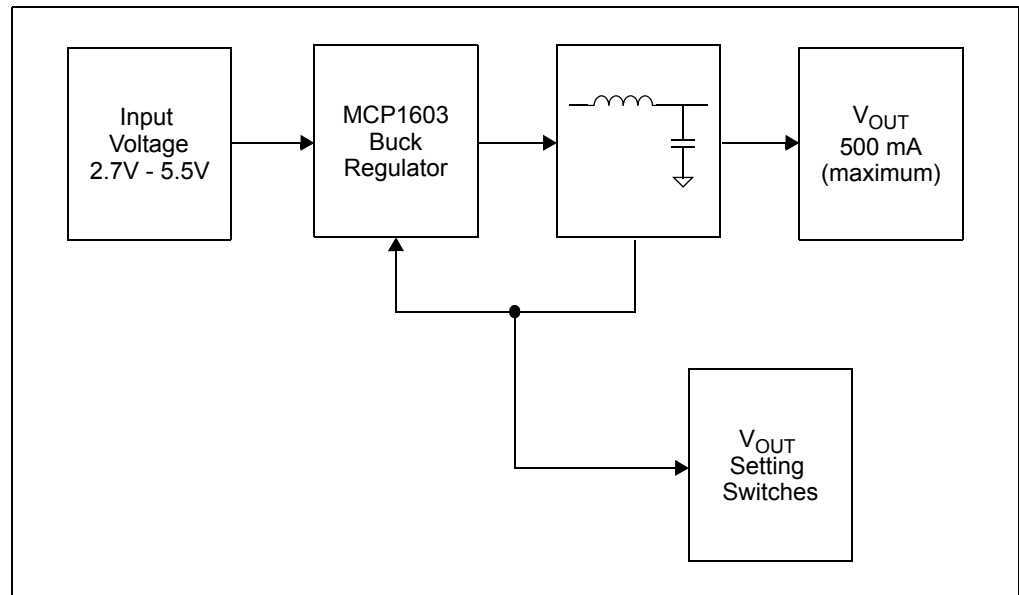 Input
Voltage
2.7V - 5.5V
MCP1603
Buck
Regulator
VOUT
500 mA
(maximum)
VOUT
Setting
Switches